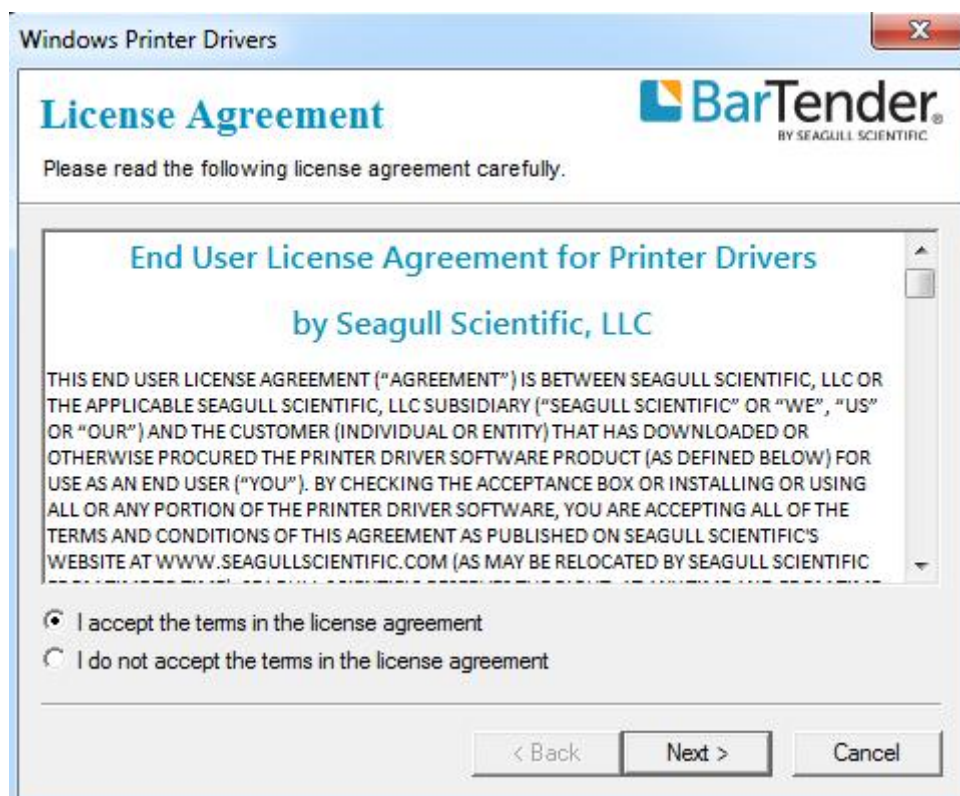 Windows Printer Drivers
License Agreement
BarTender®
BY SEAGULL SCIENTIFIC
Please read the following license agreement carefully.
End User License Agreement for Printer Drivers
by Seagull Scientific, LLC
THIS END USER LICENSE AGREEMENT (“AGREEMENT”) IS BETWEEN SEAGULL SCIENTIFIC, LLC OR
THE APPLICABLE SEAGULL SCIENTIFIC, LLC SUBSIDIARY (“SEAGULL SCIENTIFIC” OR “WE”, “US”
OR “OUR”) AND THE CUSTOMER (INDIVIDUAL OR ENTITY) THAT HAS DOWNLOADED OR
OTHERWISE PROCURED THE PRINTER DRIVER SOFTWARE PRODUCT (AS DEFINED BELOW) FOR
USE AS AN END USER (“YOU”). BY CHECKING THE ACCEPTANCE BOX OR INSTALLING OR USING
ALL OR ANY PORTION OF THE PRINTER DRIVER SOFTWARE, YOU ARE ACCEPTING ALL OF THE
TERMS AND CONDITIONS OF THIS AGREEMENT AS PUBLISHED ON SEAGULL SCIENTIFIC'S
WEBSITE AT WWW.SEAGULLSCIENTIFIC.COM (AS MAY BE RELOCATED BY SEAGULL SCIENTIFIC
I accept the terms in the license agreement
I do not accept the terms in the license agreement
< Back
Next >
Cancel